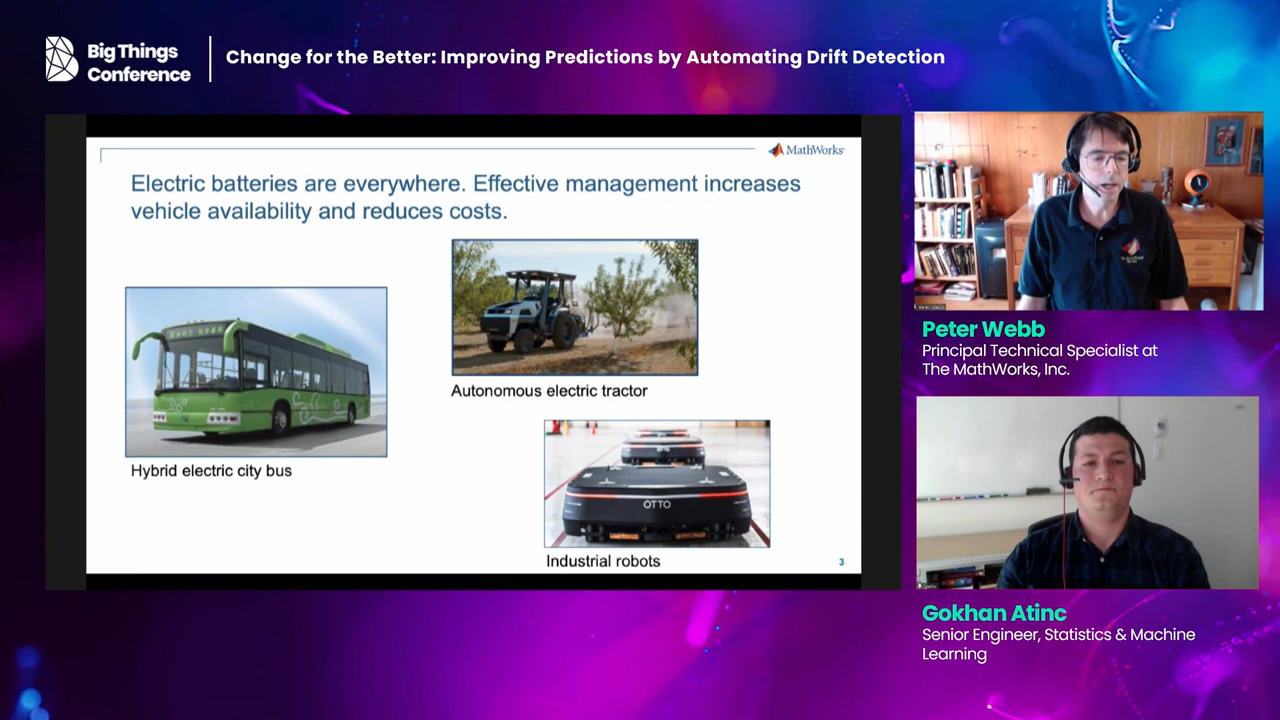 Big Things
Conference
Change for the Better: Improving Predictions by Automating Drift Detection
MathWorks
Electric batteries are everywhere. Effective management increases
vehicle availability and reduces costs.
Autonomous electric tractor
Hybrid electric city bus
OTTO
Industrial robots
3
Peter Webb
Principal Technical Specialist at
The MathWorks, Inc.
Gokhan Atinc
Senior Engineer, Statistics & Machine
Learning